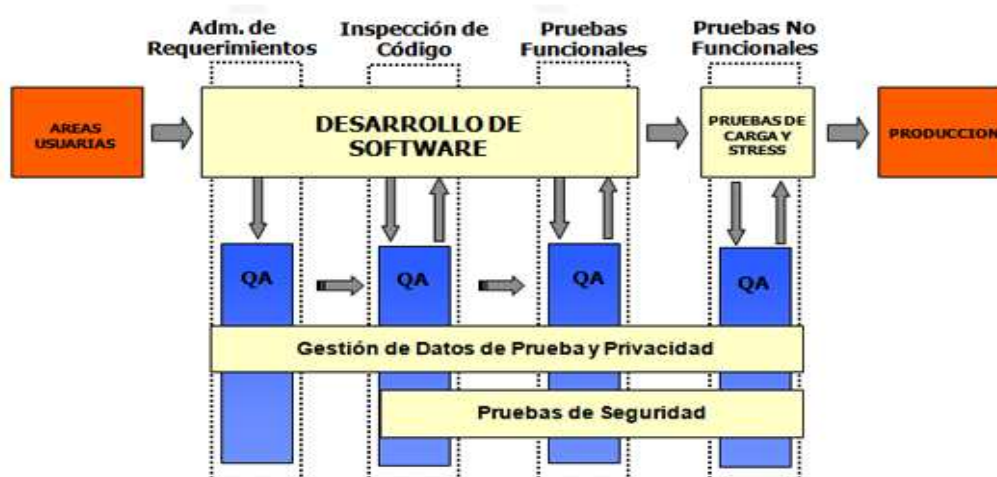 Adm. de
Requerimientos
Inspección de
Código
Pruebas
Funcionales
Pruebas No
Funcionales
AREAS
USUARIAS
DESARROLLO DE
SOFTWARE
PRUEBAS DE
CARGA Y
STRESS
PRODUCCION
QA
QA
QA
QA
Gestión de Datos de Prueba y Privacidad
Pruebas de Seguridad